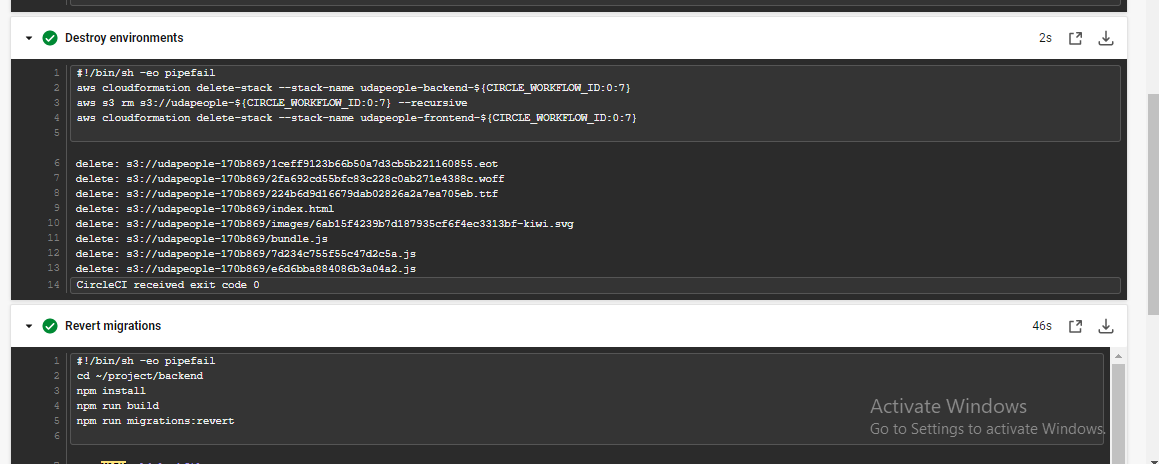 Destroy environments 2s
1 #!/bin/sh -eo pipefail
2 aws cloudformation delete-stack --stack-name udapeople-backend-${CIRCLE_WORKFLOW_ID:0:7}
3 aws s3 rm s3://udapeople-${CIRCLE_WORKFLOW_ID:0:7} --recursive
4 aws cloudformation delete-stack --stack-name udapeople-frontend-${CIRCLE_WORKFLOW_ID:0:7}
5
6 delete: s3://udapeople-170b869/1ceff9123b66b50a7d3cb5b221160855.eot
7 delete: s3://udapeople-170b869/2fa692cd55bfc83c228c0ab271e4388c.woff
8 delete: s3://udapeople-170b869/224b6d9d16679dab02826a2a7ea705eb.ttf
9 delete: s3://udapeople-170b869/index.html
10 delete: s3://udapeople-170b869/images/6ab15f4239b7d187935cf6f4ec3313bf-kiwi.svg
11 delete: s3://udapeople-170b869/bundle.js
12 delete: s3://udapeople-170b869/7d234c755f55c47d2c5a.js
13 delete: s3://udapeople-170b869/e6d6bba884086b3a04a2.js
14 CircleCI received exit code 0
Revert migrations 46s
1 #!/bin/sh -eo pipefail
2 cd ~/project/backend
3 npm install
4 npm run build
5 npm run migrations:revert
6
Activate Windows
Go to Settings to activate Windows.